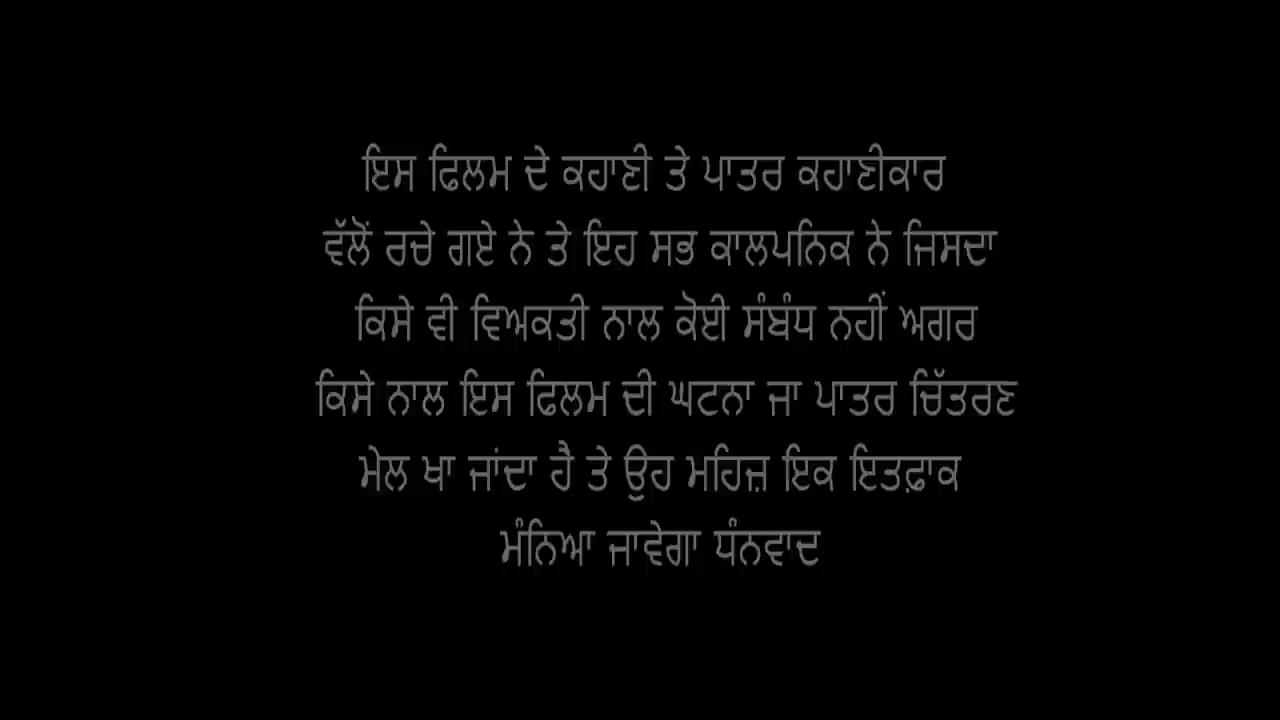 ਇਸ ਫਿਲਮ ਦੇ ਕਹਾਣੀ ਤੇ ਪਾਤਰ ਕਹਾਣੀਕਾਰ
ਵੱਲੋਂ ਰਚੇ ਗਏ ਨੇ ਤੇ ਇਹ ਸਭ ਕਾਲਪਨਿਕ ਨੇ ਜਿਸਦਾ
ਕਿਸੇ ਵੀ ਵਿਅਕਤੀ ਨਾਲ ਕੋਈ ਸੰਬੰਧ ਨਹੀਂ ਅਗਰ
ਕਿਸੇ ਨਾਲ ਇਸ ਫਿਲਮ ਦੀ ਘਟਨਾ ਜਾ ਪਾਤਰ ਚਿੱਤਰਣ
ਮੇਲ ਖਾ ਜਾਂਦਾ ਹੈ ਤੇ ਉਹ ਮਹਿਜ਼ ਇਕ ਇਤਫ਼ਾਕ
ਮੰਨਿਆ ਜਾਵੇਗਾ ਧੰਨਵਾਦ